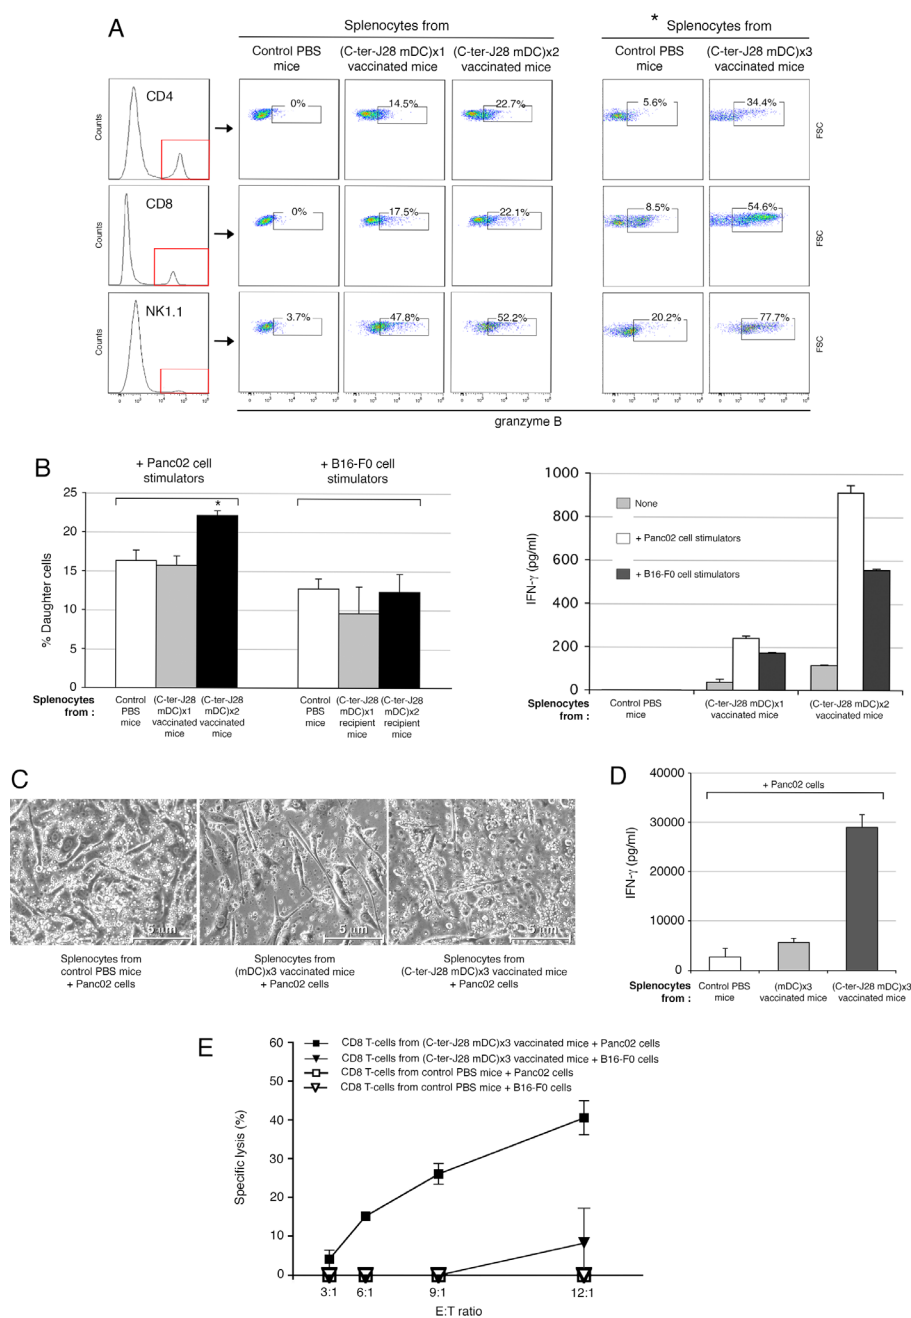 A
Splenocytes from
* Splenocytes from
Control PBS mice
(C-ter-J28 mDC)x1 vaccinated mice
(C-ter-J28 mDC)x2 vaccinated mice
Control PBS mice
(C-ter-J28 mDC)x3 vaccinated mice
Counts
CD4
0%
14.5%
22.7%
5.6%
34.4%
FSC
Counts
CD8
0%
17.5%
22.1%
8.5%
54.6%
FSC
Counts
NK1.1
3.7%
47.8%
52.2%
20.2%
77.7%
FSC
granzyme B
B
+ Panc02 cell stimulators
+ B16-F0 cell stimulators
% Daughter cells
25
20
15
10
5
0
*
Splenocytes from :
Control PBS mice
(C-ter-J28 mDC)x1 vaccinated mice
(C-ter-J28 mDC)x2 vaccinated mice
Control PBS mice
(C-ter-J28 mDC)x1 recipient mice
(C-ter-J28 mDC)x2 recipient mice
IFN-γ (pg/ml)
1000
800
600
400
200
0
None
+ Panc02 cell stimulators
+ B16-F0 cell stimulators
Splenocytes from :
Control PBS mice
(C-ter-J28 mDC)x1 vaccinated mice
(C-ter-J28 mDC)x2 vaccinated mice
C
5 µm
5 µm
5 µm
Splenocytes from control PBS mice + Panc02 cells
Splenocytes from (mDC)x3 vaccinated mice + Panc02 cells
Splenocytes from (C-ter-J28 mDC)x3 vaccinated mice + Panc02 cells
D
+ Panc02 cells
IFN-γ (pg/ml)
40000
30000
20000
10000
0
Splenocytes from :
Control PBS mice
(mDC)x3 vaccinated mice
(C-ter-J28 mDC)x3 vaccinated mice
E
CD8 T-cells from (C-ter-J28 mDC)x3 vaccinated mice + Panc02 cells
CD8 T-cells from (C-ter-J28 mDC)x3 vaccinated mice + B16-F0 cells
CD8 T-cells from control PBS mice + Panc02 cells
CD8 T-cells from control PBS mice + B16-F0 cells
Specific lysis (%)
60
50
40
30
20
10
0
3:1
6:1
9:1
12:1
E:T ratio